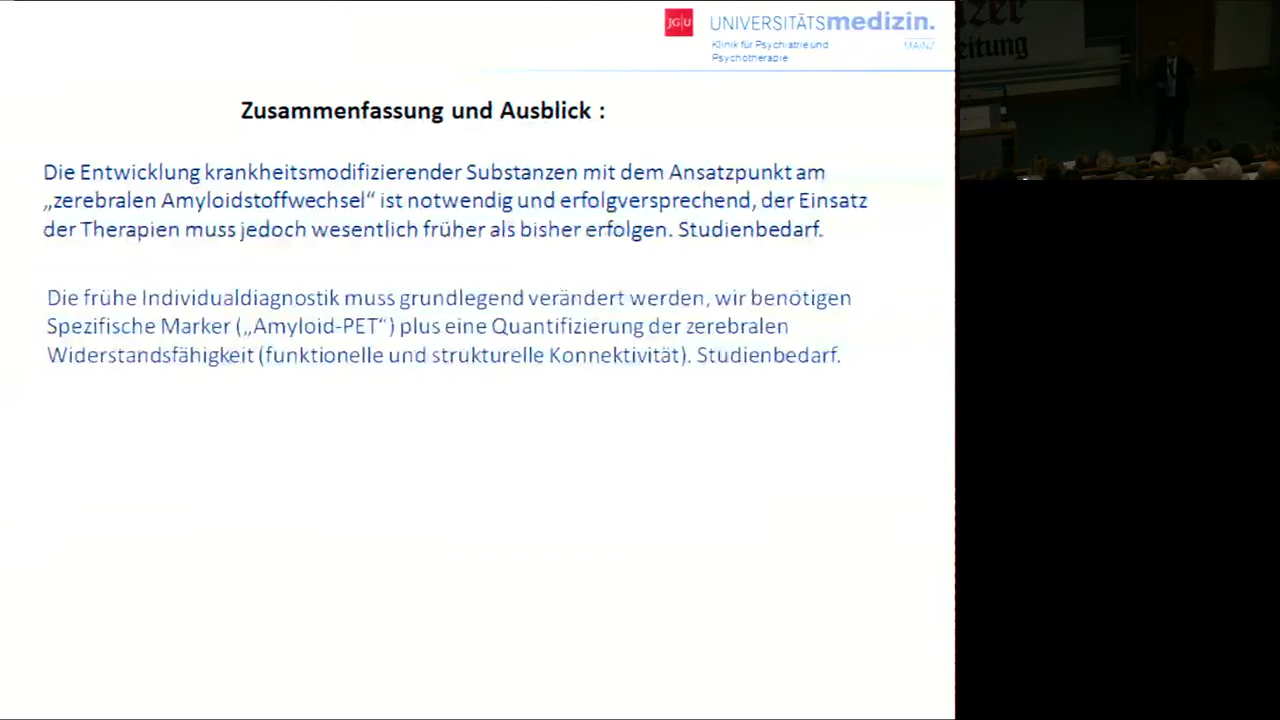 JG|U UNIVERSITÄTSmedizin.
Klinik für Psychiatrie und
Psychotherapie
MAINZ
Zusammenfassung und Ausblick :
Die Entwicklung krankheitsmodifizierender Substanzen mit dem Ansatzpunkt am
„zerebralen Amyloidstoffwechsel“ ist notwendig und erfolgversprechend, der Einsatz
der Therapien muss jedoch wesentlich früher als bisher erfolgen. Studienbedarf.
Die frühe Individualdiagnostik muss grundlegend verändert werden, wir benötigen
Spezifische Marker („Amyloid-PET“) plus eine Quantifizierung der zerebralen
Widerstandsfähigkeit (funktionelle und strukturelle Konnektivität). Studienbedarf.
zer
eitung